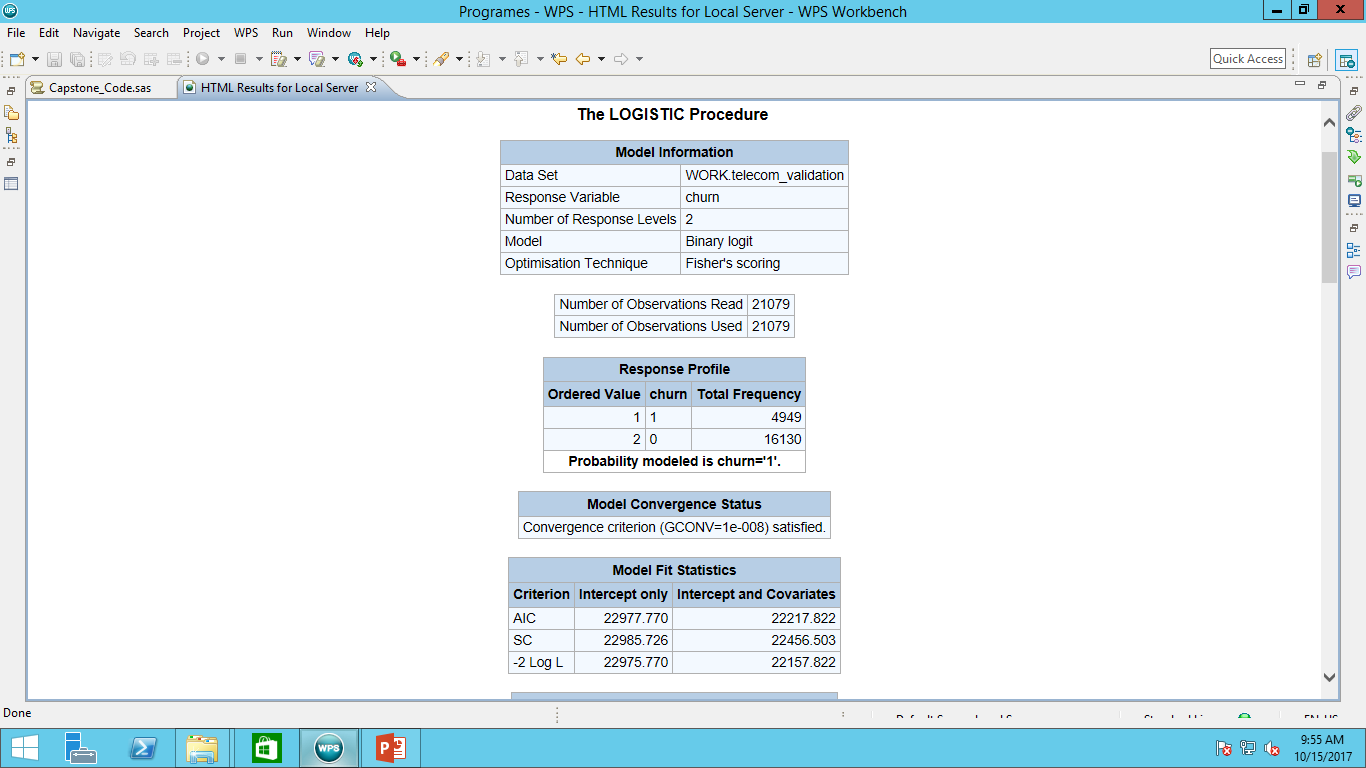 Programes - WPS - HTML Results for Local Server - WPS Workbench
File Edit Navigate Search Project WPS Run Window Help
Quick Access
Capstone_Code.sas HTML Results for Local Server
The LOGISTIC Procedure
Model Information
Data Set WORK.telecom_validation
Response Variable churn
Number of Response Levels 2
Model Binary logit
Optimisation Technique Fisher's scoring
Number of Observations Read 21079
Number of Observations Used 21079
Response Profile
Ordered Value churn Total Frequency
1 1 4949
2 0 16130
Probability modeled is churn='1'.
Model Convergence Status
Convergence criterion (GCONV=1e-008) satisfied.
Model Fit Statistics
Criterion Intercept only Intercept and Covariates
AIC 22977.770 22217.822
SC 22985.726 22456.503
-2 Log L 22975.770 22157.822
Done
WPS
9:55 AM
10/15/2017